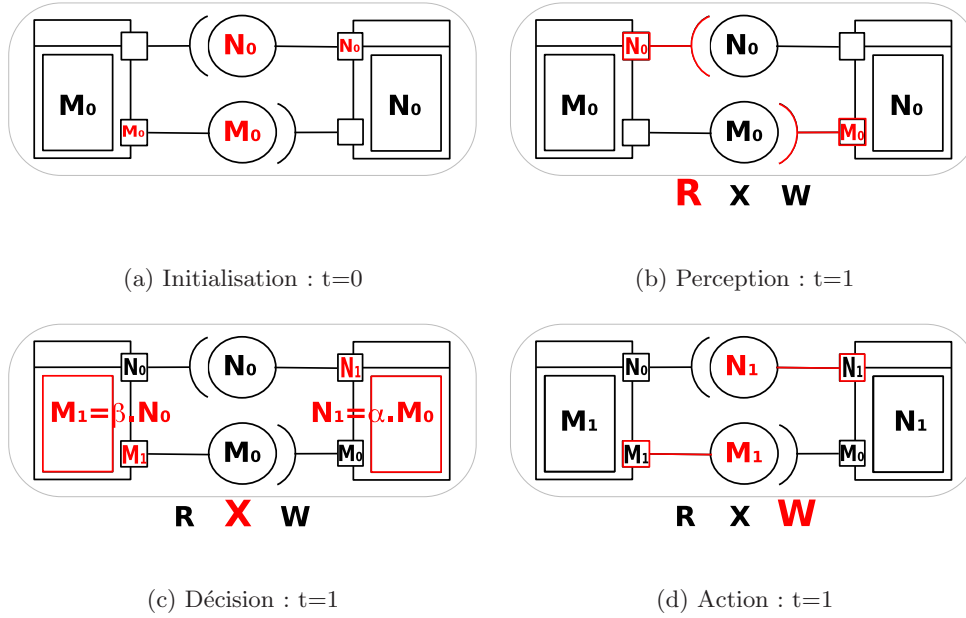 N₀ N₀
M₀ N₀
M₀ M₀
(a) Initialisation : t=0
N₀ N₀
M₀ N₀
M₀ M₀
R X W
(b) Perception : t=1
N₀ N₀ N₁
M₁=β.N₀ N₁=α.M₀
M₁ M₀ M₀
R X W
(c) Décision : t=1
N₀ N₁ N₁
M₁ N₁
M₁ M₁ M₀
R X W
(d) Action : t=1